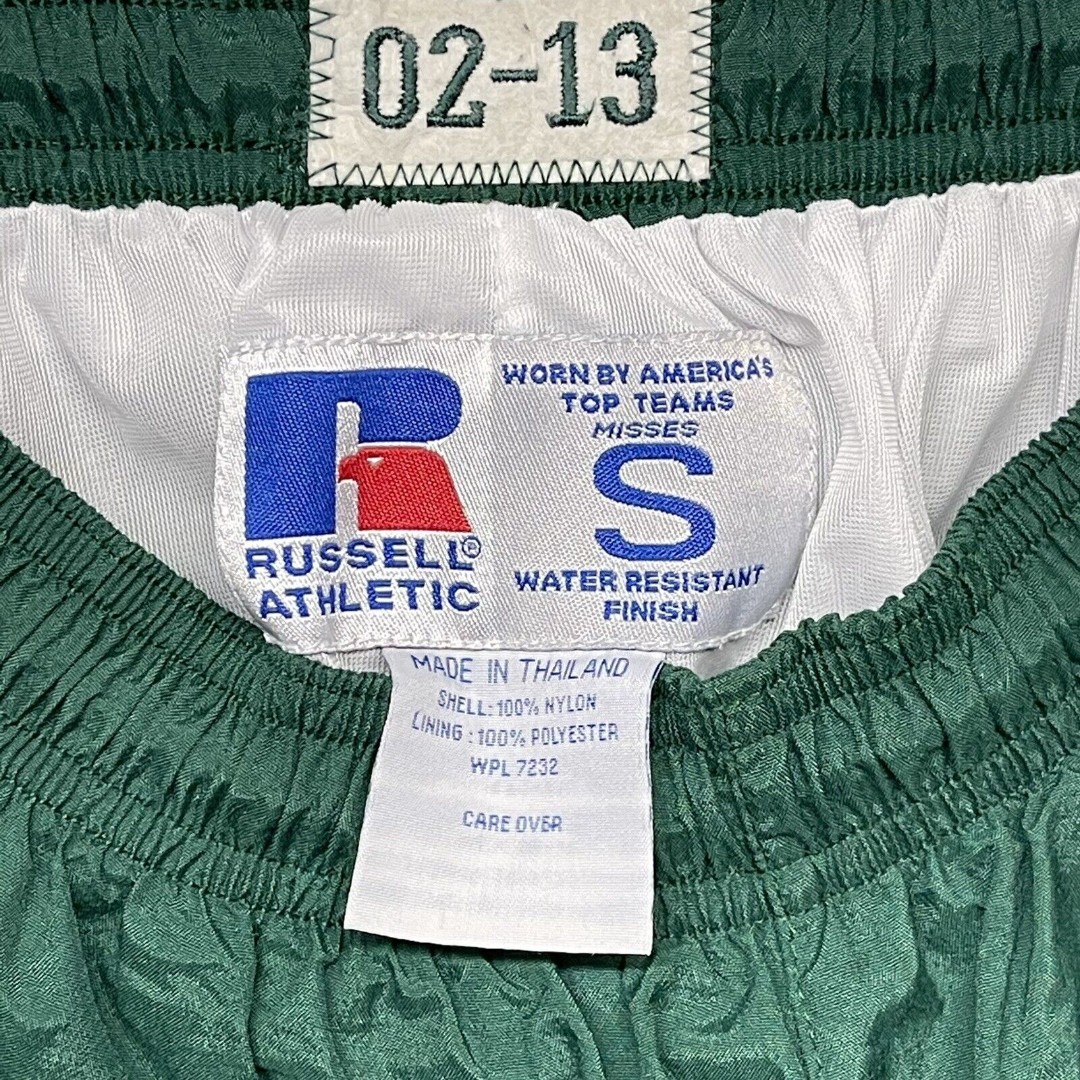 02-13
WORN BY AMERICA'S
TOP TEAMS
MISSES
S
WATER RESISTANT
FINISH
R
RUSSELL®
ATHLETIC
MADE IN THAILAND
SHELL: 100% NYLON
LINING : 100% POLYESTER
WPL 7232
CARE OVER